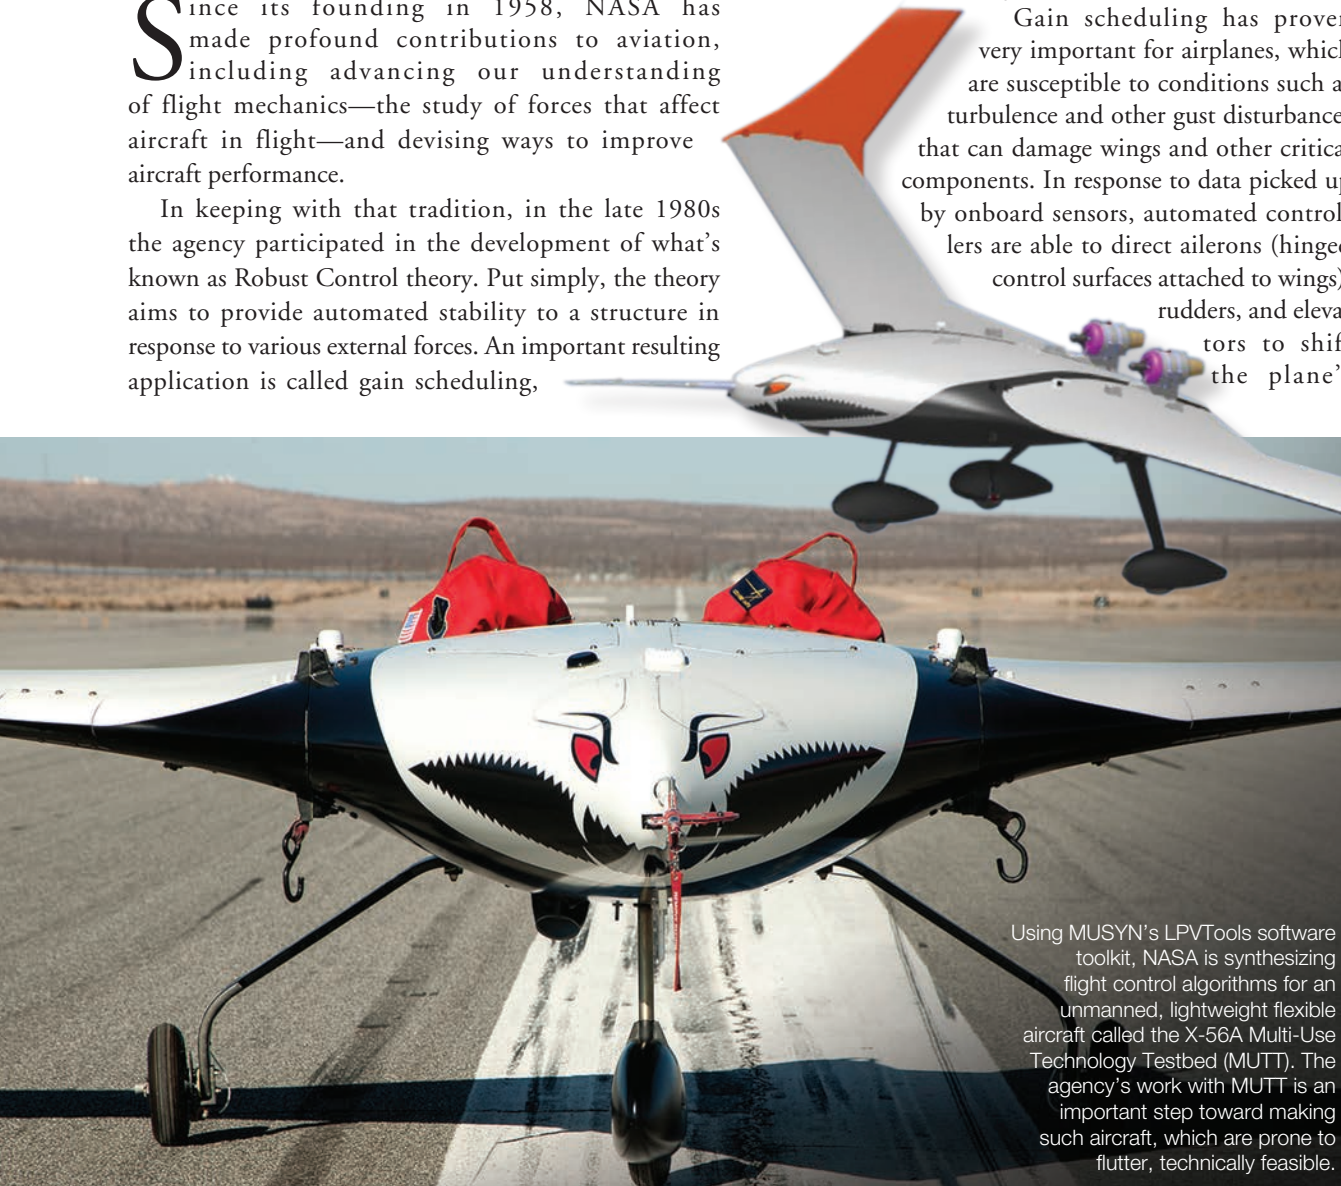 Since its founding in 1958, NASA has
made profound contributions to aviation,
including advancing our understanding
of flight mechanics—the study of forces that affect
aircraft in flight—and devising ways to improve
aircraft performance.
In keeping with that tradition, in the late 1980s
the agency participated in the development of what's
known as Robust Control theory. Put simply, the theory
aims to provide automated stability to a structure in
response to various external forces. An important resulting
application is called gain scheduling,
Gain scheduling has prove
very important for airplanes, whic
are susceptible to conditions such a
turbulence and other gust disturbance
that can damage wings and other critica
components. In response to data picked u
by onboard sensors, automated control
lers are able to direct ailerons (hinge
control surfaces attached to wings)
rudders, and eleva
tors to shif
the plane'
Using MUSYN's LPVTools software
toolkit, NASA is synthesizing
flight control algorithms for an
unmanned, lightweight flexible
aircraft called the X-56A Multi-Use
Technology Testbed (MUTT). The
agency's work with MUTT is an
important step toward making
such aircraft, which are prone to
flutter, technically feasible.